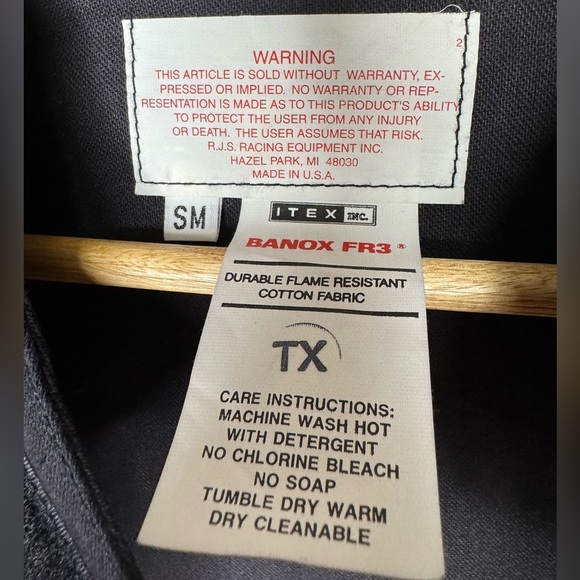 2
WARNING
THIS ARTICLE IS SOLD WITHOUT WARRANTY, EX-
PRESSED OR IMPLIED. NO WARRANTY OR REP-
RESENTATION IS MADE AS TO THIS PRODUCT'S ABILITY
TO PROTECT THE USER FROM ANY INJURY
OR DEATH. THE USER ASSUMES THAT RISK.
R.J.S. RACING EQUIPMENT INC.
HAZEL PARK, MI 48030
MADE IN U.S.A.
SM
ITEX INC.
BANOX FR3 ®
DURABLE FLAME RESISTANT
COTTON FABRIC
TX
CARE INSTRUCTIONS:
MACHINE WASH HOT
WITH DETERGENT
NO CHLORINE BLEACH
NO SOAP
TUMBLE DRY WARM
DRY CLEANABLE